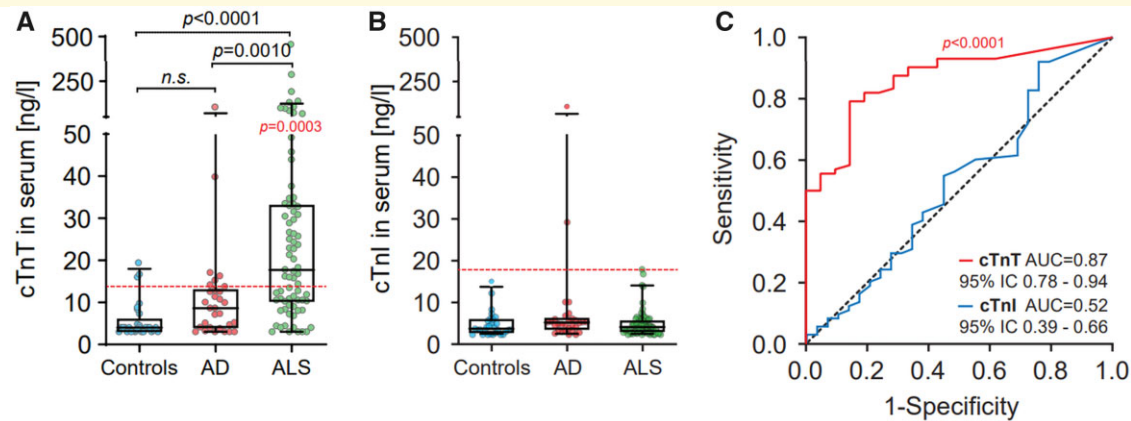 A
B
C
p<0.0001
p=0.0010
n.s.
p=0.0003
cTnT in serum [ng/l]
500
250
50
40
30
20
10
0
Controls
AD
ALS
cTnI in serum [ng/l]
500
250
50
40
30
20
10
0
Controls
AD
ALS
p<0.0001
Sensitivity
1.0
0.8
0.6
0.4
0.2
0.0
cTnT AUC=0.87
95% IC 0.78 - 0.94
cTnI AUC=0.52
95% IC 0.39 - 0.66
0.0 0.2 0.4 0.6 0.8 1.0
1-Specificity